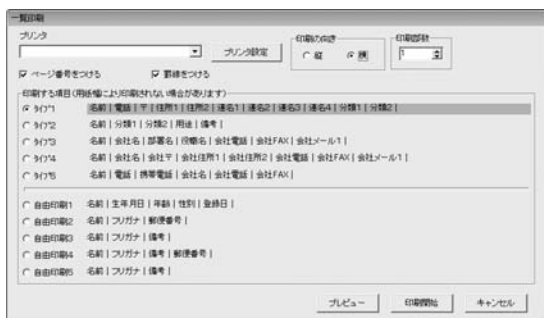 一覧印刷
プリンタ
プリンタ設定
印刷の向き
縦
横
印刷部数
1
ページ番号をつける
罫線をつける
印刷する項目(用紙幅により印刷されない場合があります)
ﾀｲﾌﾟ1 名前 | 電話 | 〒 | 住所1 | 住所2 | 連名1 | 連名2 | 連名3 | 連名4 | 分類1 | 分類2 |
ﾀｲﾌﾟ2 名前 | 分類1 | 分類2 | 用途 | 備考 |
ﾀｲﾌﾟ3 名前 | 会社名 | 部署名 | 役職名 | 会社電話 | 会社FAX | 会社メール1 |
ﾀｲﾌﾟ4 名前 | 会社名 | 会社〒 | 会社住所1 | 会社住所2 | 会社電話 | 会社FAX | 会社メール1 |
ﾀｲﾌﾟ5 名前 | 電話 | 携帯電話 | 会社名 | 会社電話 | 会社FAX |
自由印刷1 名前 | 生年月日 | 年齢 | 性別 | 登録日 |
自由印刷2 名前 | フリガナ | 郵便番号 |
自由印刷3 名前 | フリガナ | 備考 |
自由印刷4 名前 | フリガナ | 備考 | 郵便番号 |
自由印刷5 名前 | フリガナ | 備考 |
プレビュー
印刷開始
キャンセル